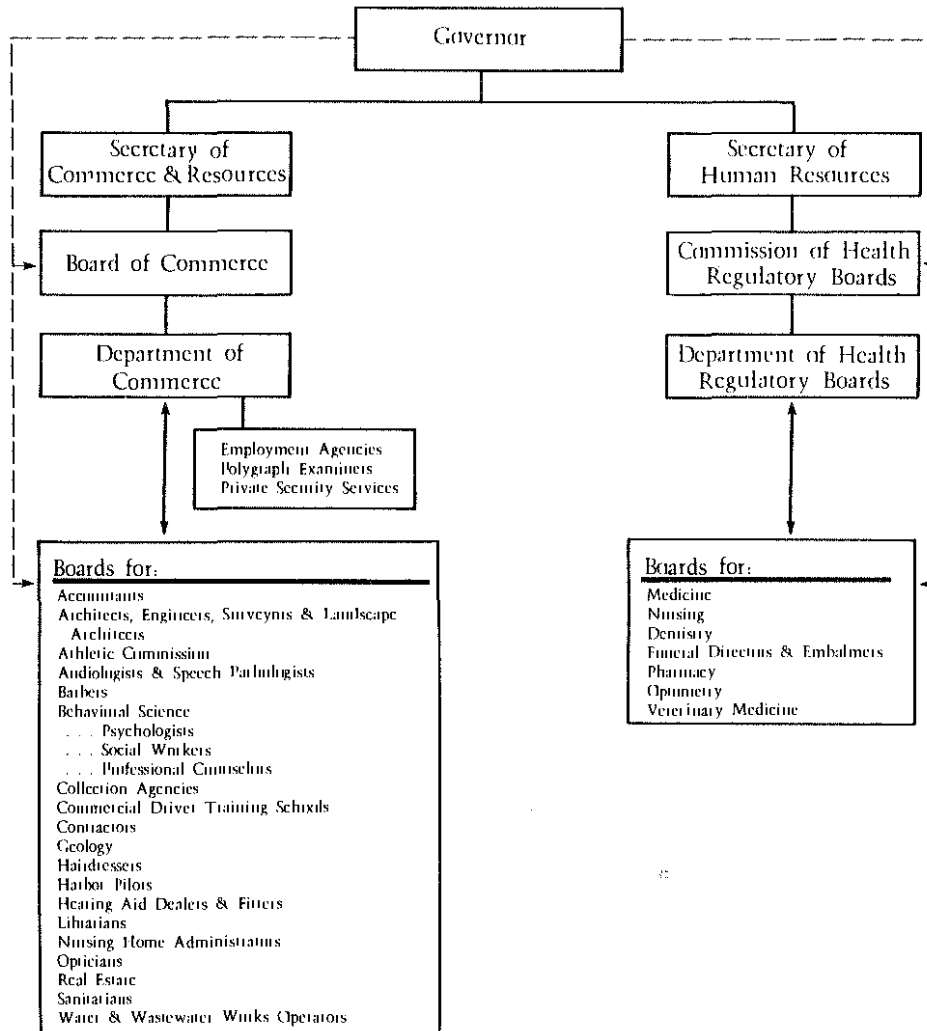 Governor
Secretary of
Commerce & Resources
Secretary of
Human Resources
Board of Commerce
Commission of Health
Regulatory Boards
Department of
Commerce
Department of Health
Regulatory Boards
Employment Agencies
Polygraph Examiners
Private Security Services
Boards for:
Accountants
Architects, Engineers, Surveyors & Landscape
Architects
Athletic Commission
Audiologists & Speech Pathologists
Barbers
Behavioral Science
. . . Psychologists
. . . Social Workers
. . . Professional Counselors
Collection Agencies
Commercial Driver Training Schools
Contractors
Geology
Hairdressers
Harbor Pilots
Hearing Aid Dealers & Fitters
Librarians
Nursing Home Administrators
Opticians
Real Estate
Sanitarians
Water & Wastewater Works Operators
Boards for:
Medicine
Nursing
Dentistry
Funeral Directors & Embalmers
Pharmacy
Optometry
Veterinary Medicine